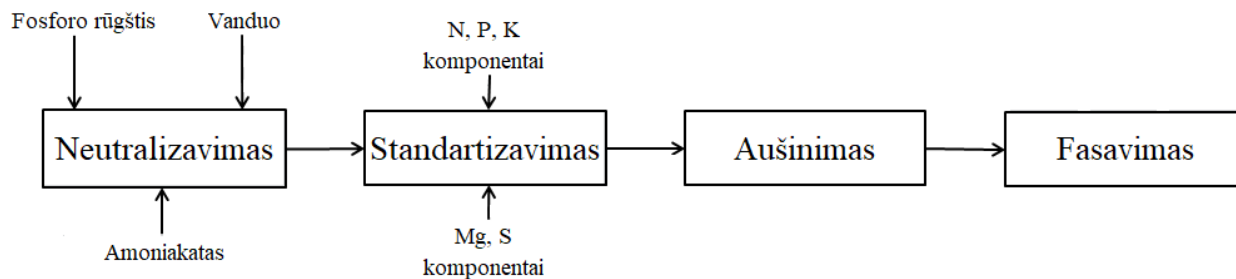 Fosforo rūgštis
Vanduo
N, P, K
komponentai
Neutralizavimas
Standartizavimas
Aušinimas
Fasavimas
Amoniakatas
Mg, S
komponentai